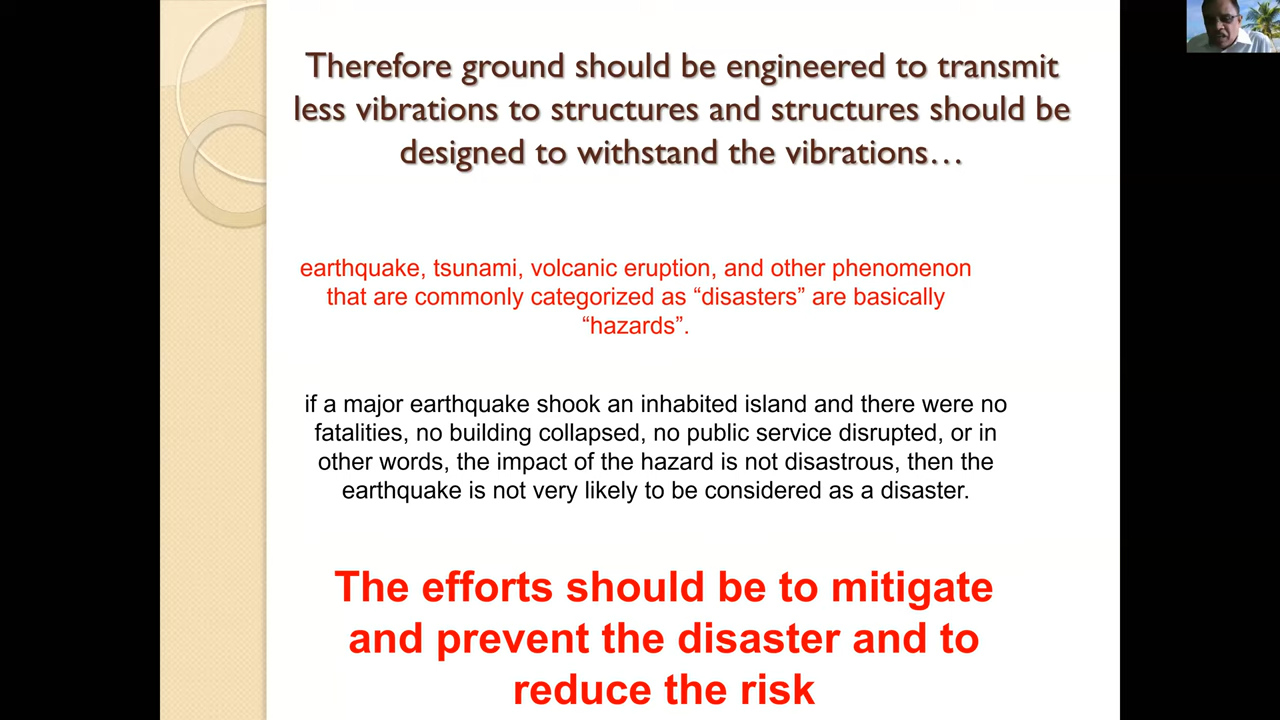 Therefore ground should be engineered to transmit
less vibrations to structures and structures should be
designed to withstand the vibrations…
earthquake, tsunami, volcanic eruption, and other phenomenon
that are commonly categorized as “disasters” are basically
“hazards”.
if a major earthquake shook an inhabited island and there were no
fatalities, no building collapsed, no public service disrupted, or in
other words, the impact of the hazard is not disastrous, then the
earthquake is not very likely to be considered as a disaster.
The efforts should be to mitigate
and prevent the disaster and to
reduce the risk